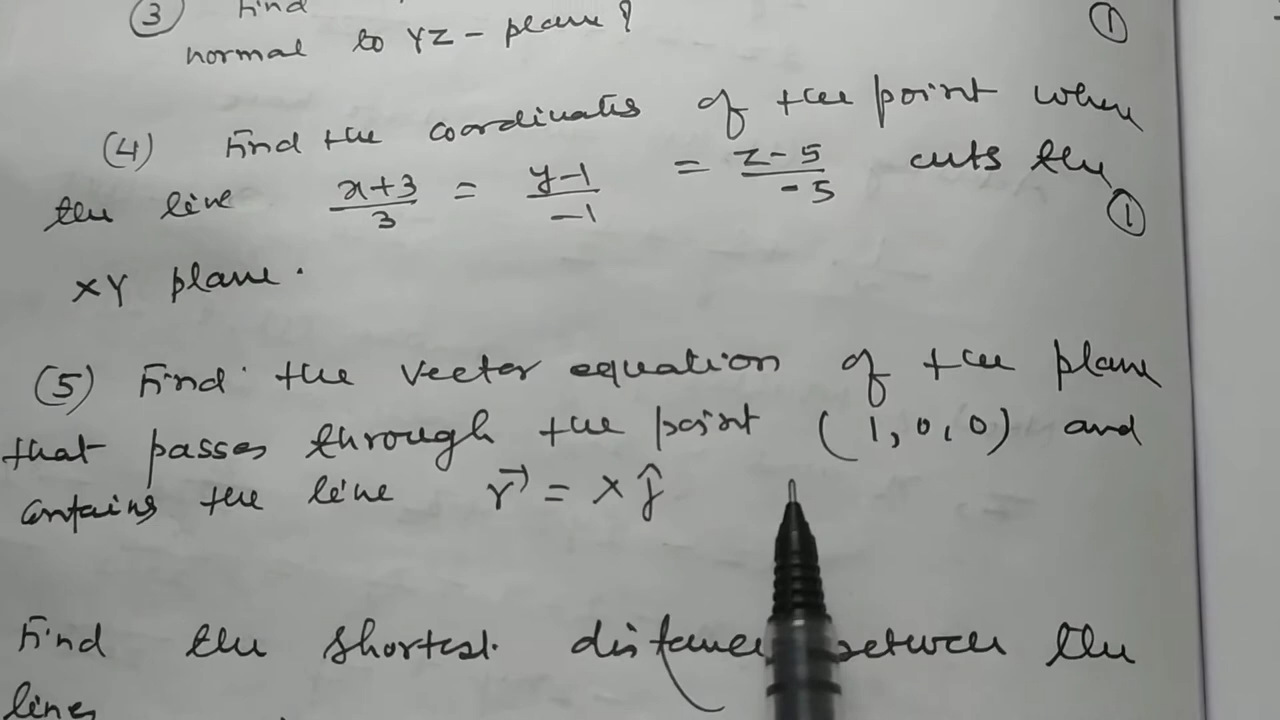 (3) Find
normal to YZ - plane? (1)
(4) Find the coordinates of the point where
the line x+3/3 = y-1/-1 = z-5/-5 cuts the (1)
XY plane.
(5) Find the vector equation of the plane
that passes through the point (1,0,0) and
contains the line r⃗ = x ĵ
Find the shortest distance between the
lines